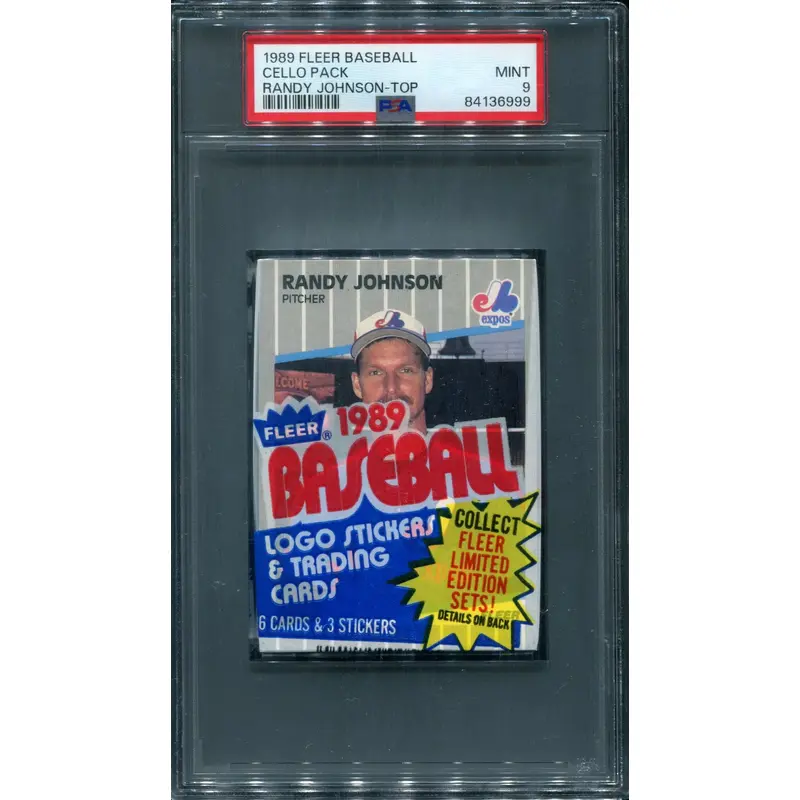 1989 FLEER BASEBALL
CELLO PACK MINT
RANDY JOHNSON-TOP 9
PSA 84136999
RANDY JOHNSON
PITCHER
expos
FLEER ® 1989
BASEBALL
LOGO STICKERS
& TRADING
CARDS
6 CARDS & 3 STICKERS
COLLECT
FLEER
LIMITED
EDITION
SETS!
DETAILS ON BACK
FLEER